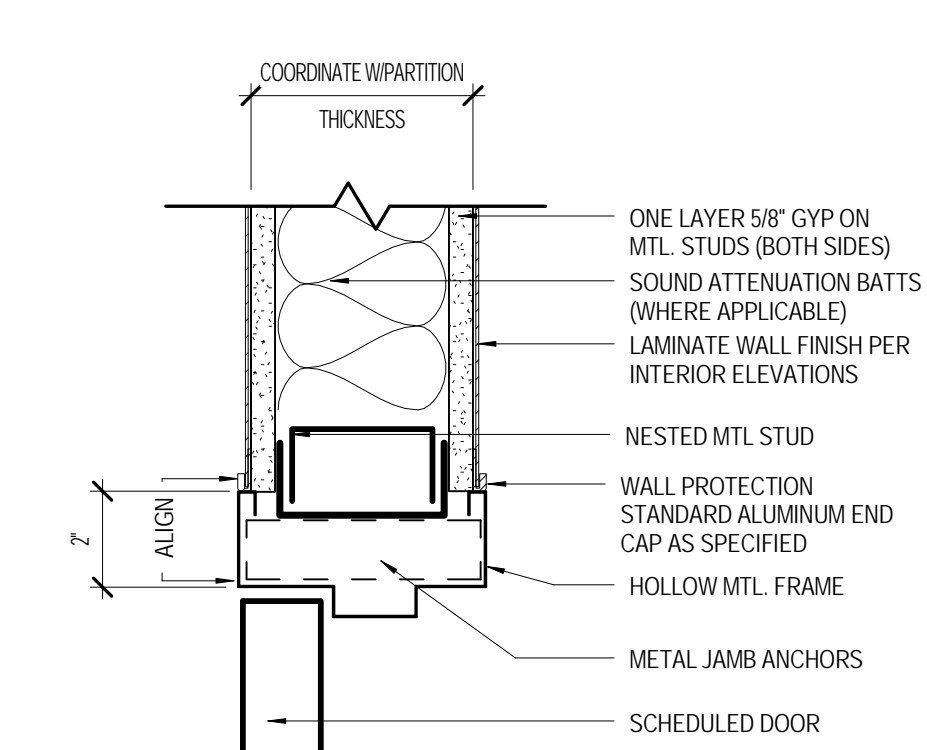 COORDINATE W/PARTITION
THICKNESS
ONE LAYER 5/8" GYP ON
MTL. STUDS (BOTH SIDES)
SOUND ATTENUATION BATTS
(WHERE APPLICABLE)
LAMINATE WALL FINISH PER
INTERIOR ELEVATIONS
NESTED MTL STUD
WALL PROTECTION
STANDARD ALUMINUM END
CAP AS SPECIFIED
2"
ALIGN
HOLLOW MTL. FRAME
METAL JAMB ANCHORS
SCHEDULED DOOR